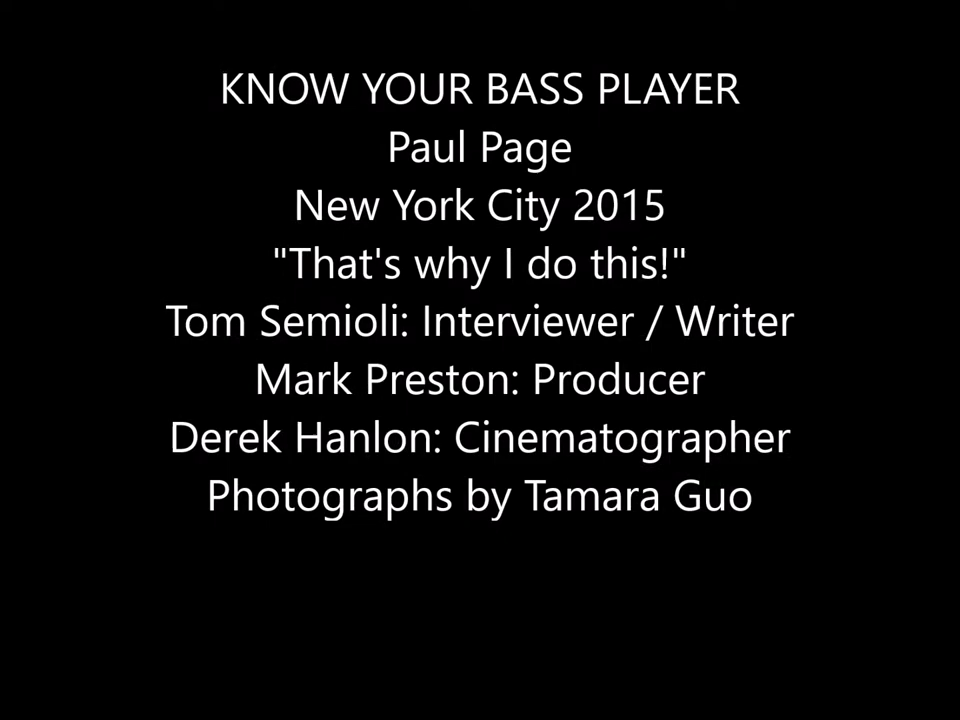 KNOW YOUR BASS PLAYER
Paul Page
New York City 2015
"That's why I do this!"
Tom Semioli: Interviewer / Writer
Mark Preston: Producer
Derek Hanlon: Cinematographer
Photographs by Tamara Guo